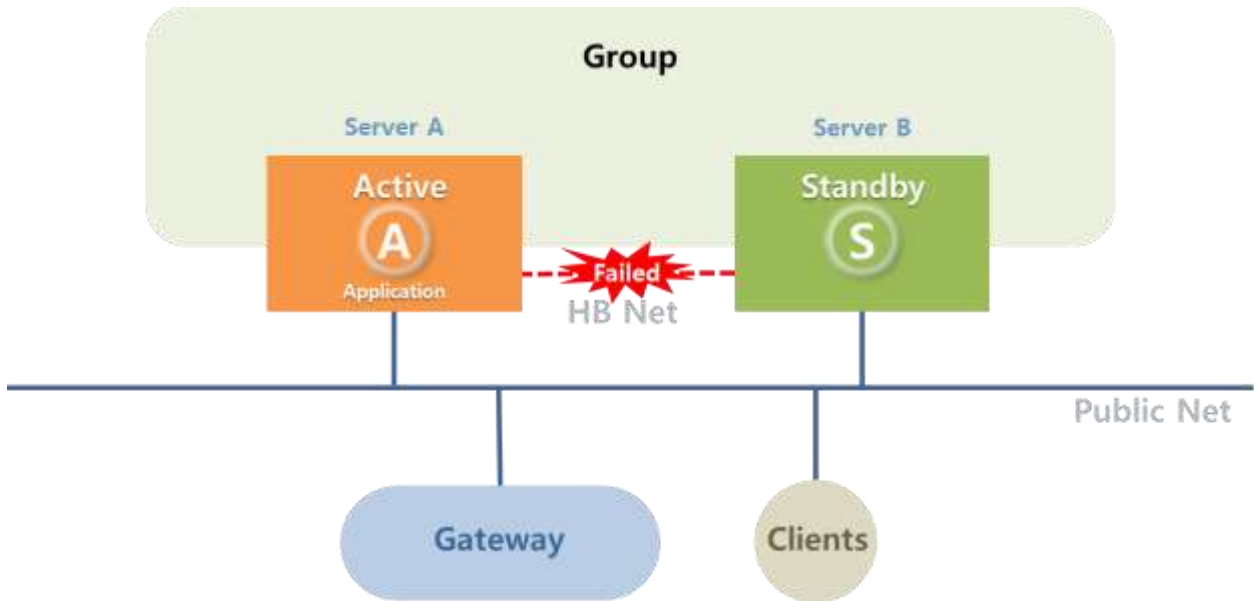 Group
Server A
Server B
Active
A
Application
Standby
S
Failed
HB Net
Public Net
Gateway
Clients